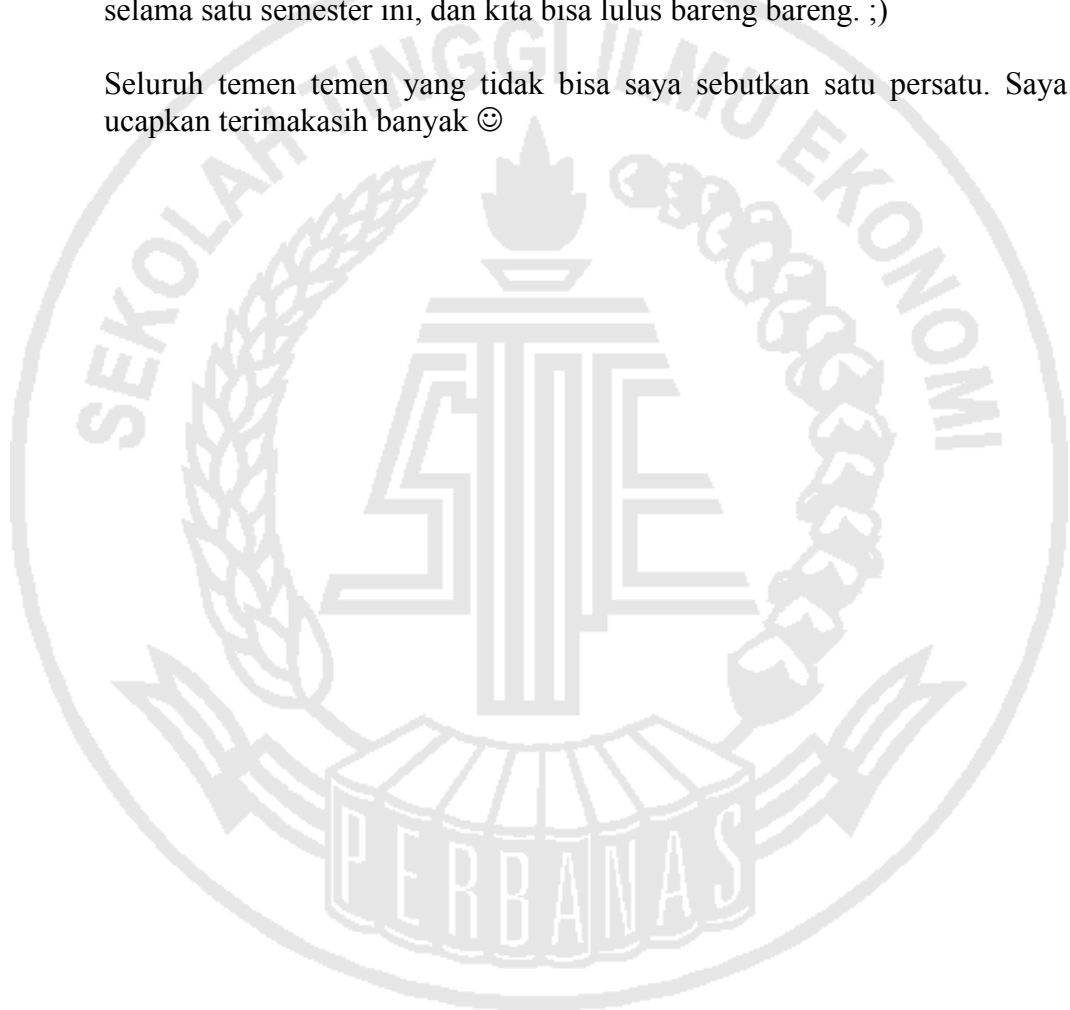 selama satu semester ini, dan kita bisa lulus bareng bareng. ;)
Seluruh temen temen yang tidak bisa saya sebutkan satu persatu. Saya
ucapkan terimakasih banyak ☺
SEKOLAH TINGGI ILMU EKONOMI
STIE
PERBANAS